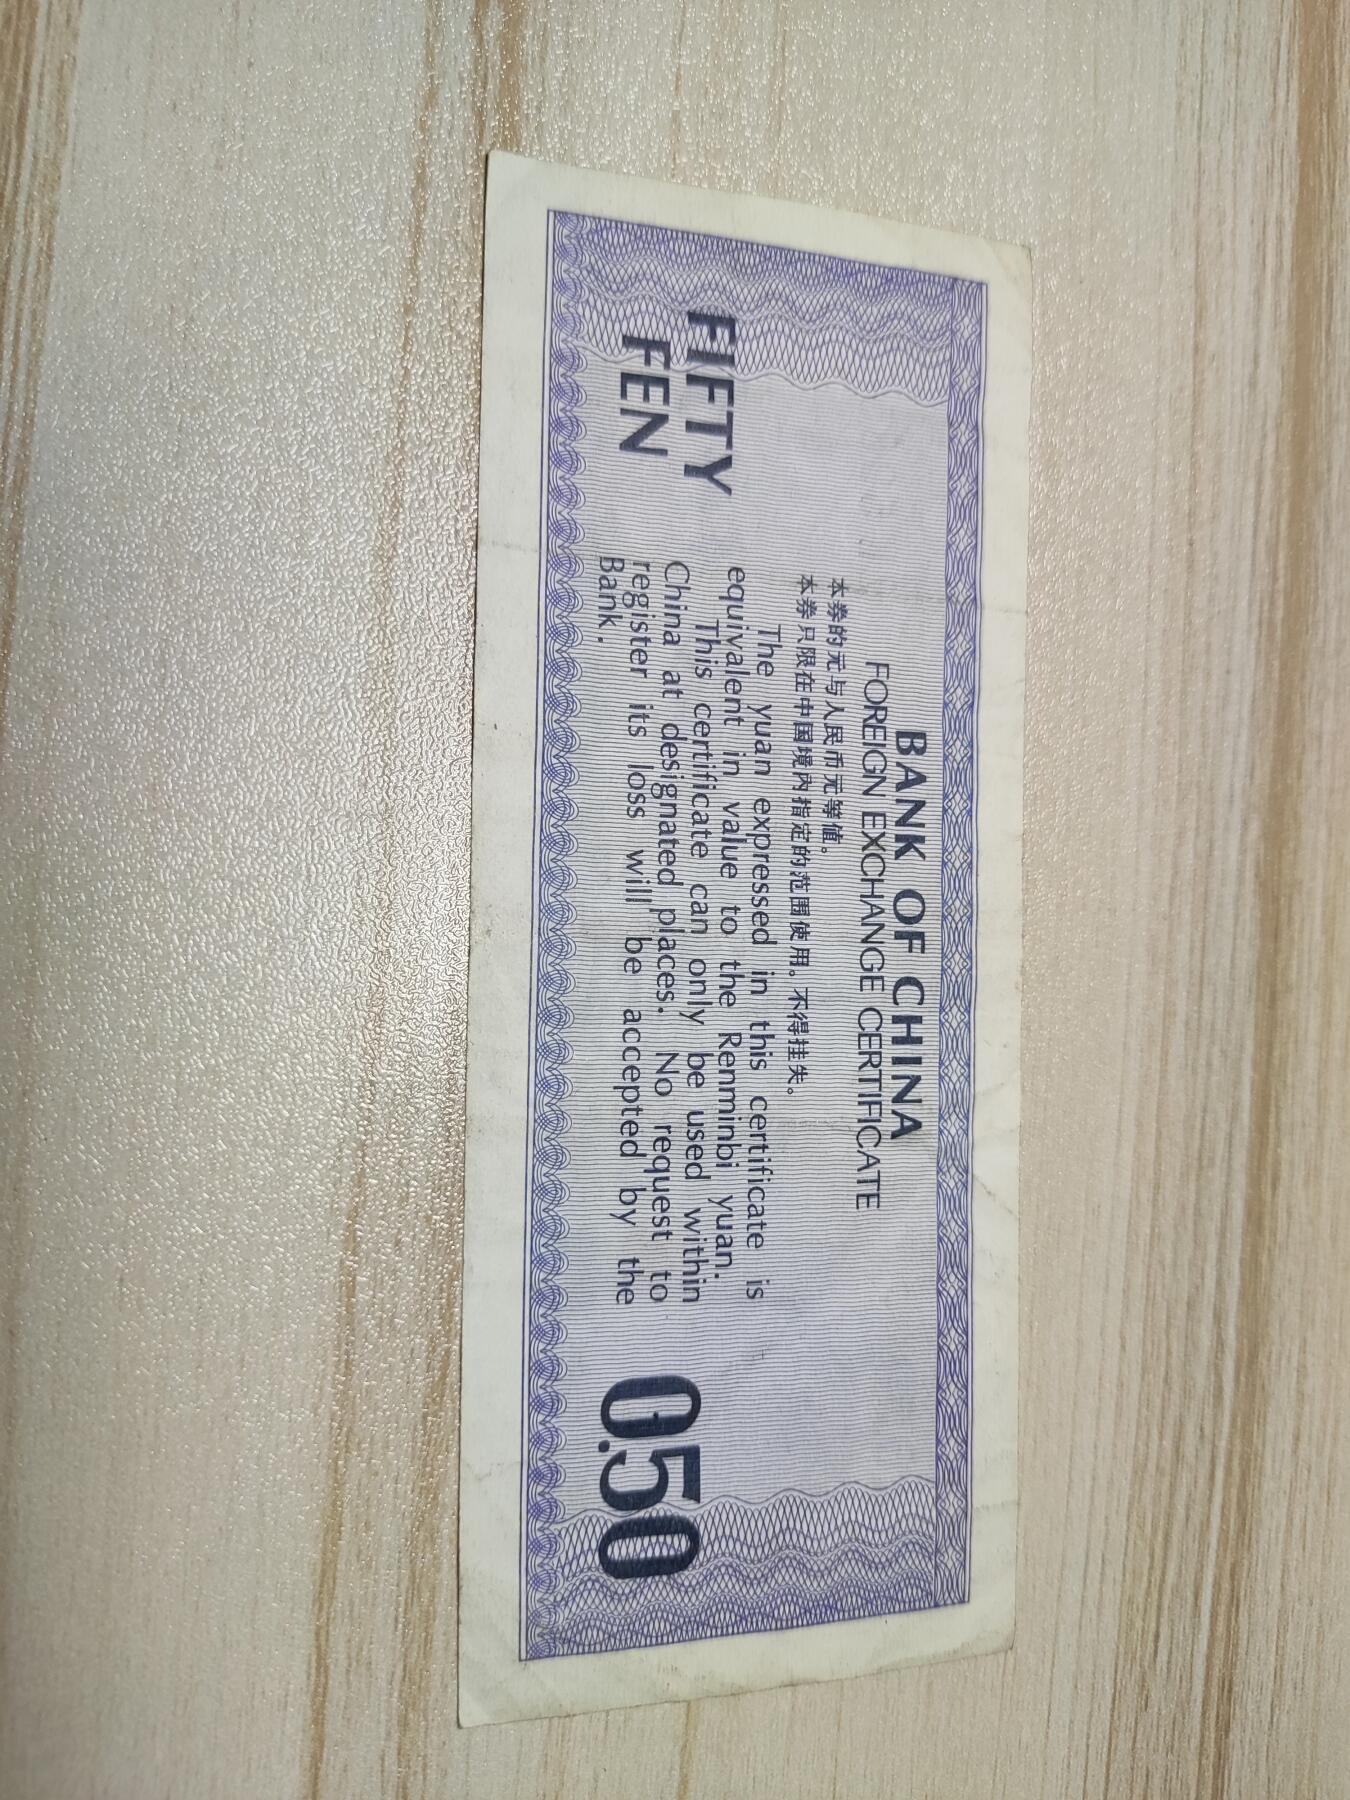 BANK OF CHINA
FOREIGN EXCHANGE CERTIFICATE
本券的元与人民币元等值。
本券只限在中国境内指定的范围使用。不得挂失。
The yuan expressed in this certificate is
equivalent in value to the Renminbi yuan.
This certificate can only be used within
China at designated places. No request to
register its loss will be accepted by the
Bank.
FIFTY
FEN
0.50